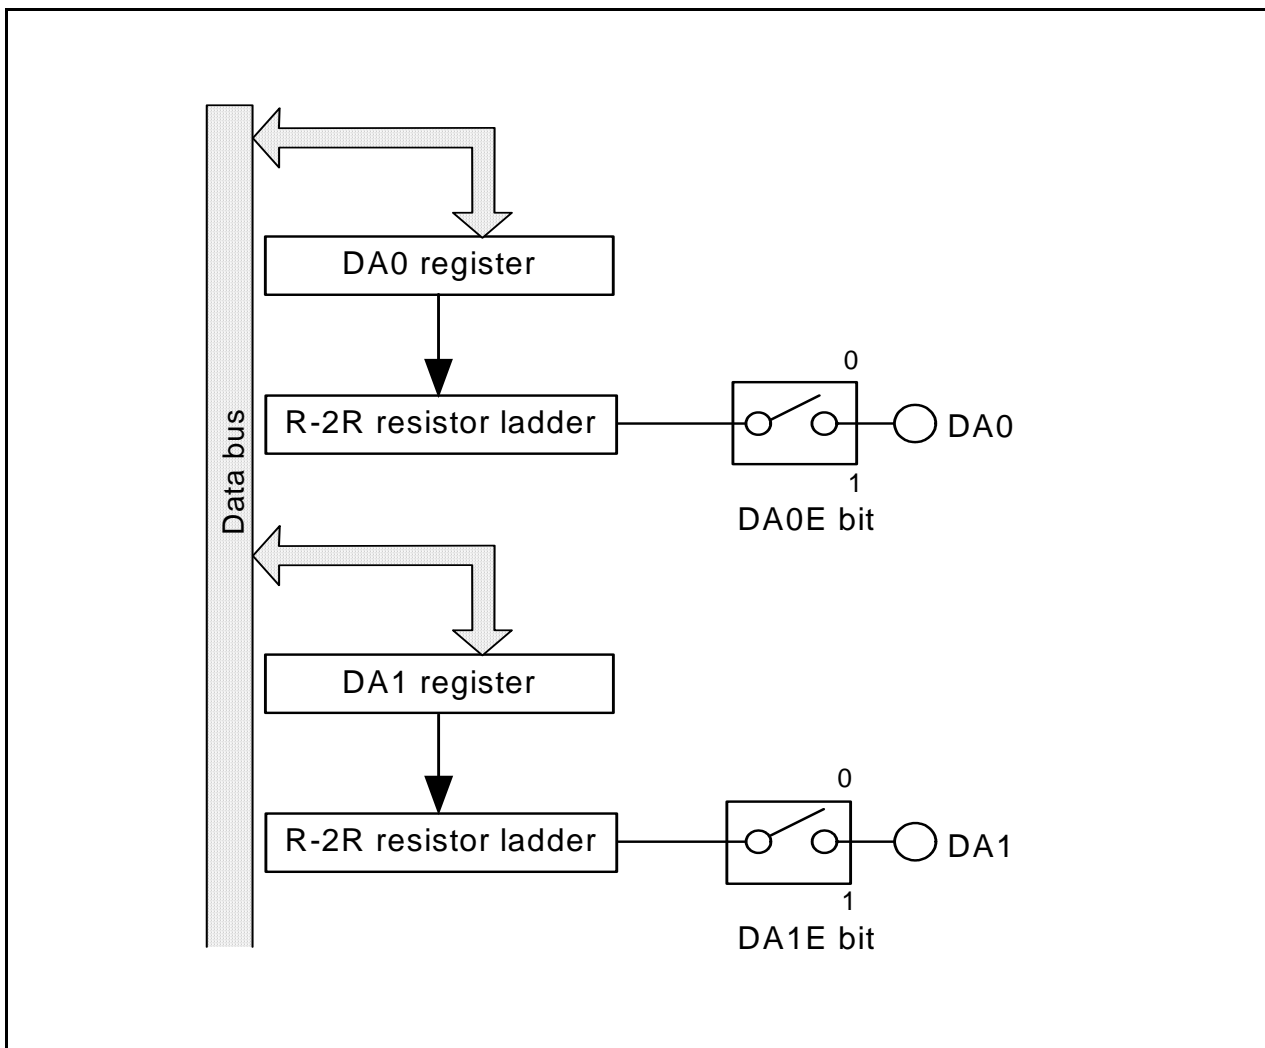 Data bus
DA0 register
R-2R resistor ladder
0
1
DA0E bit
DA0
DA1 register
R-2R resistor ladder
0
1
DA1E bit
DA1